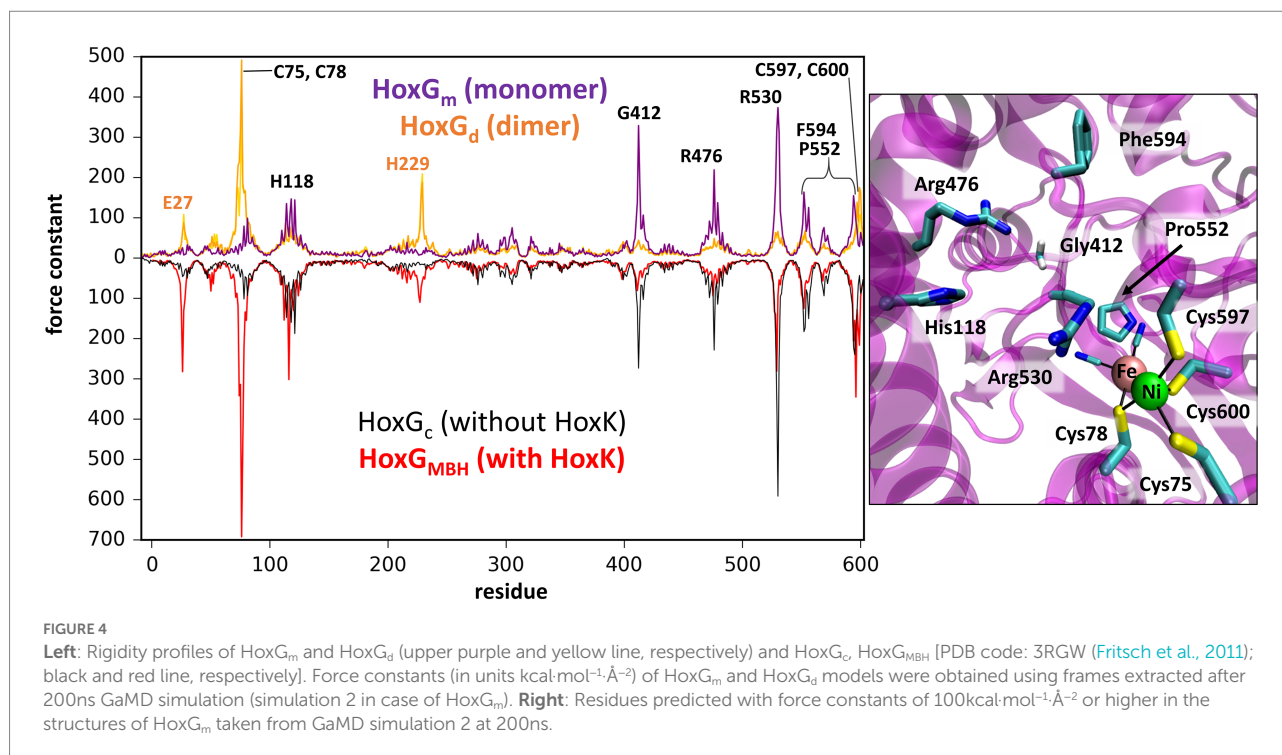 500
400
300
200
100
0
100
200
300
400
500
600
700
force constant
0
100
200
300
400
500
600
residue
C75, C78
HoxGm (monomer)
HoxGd (dimer)
E27
H118
H229
G412
R476
R530
C597, C600
F594
P552
HoxGc (without HoxK)
HoxGMBH (with HoxK)
Phe594
Arg476
Gly412
Pro552
His118
Cys597
Arg530
Fe
Ni
Cys600
Cys78
Cys75
FIGURE 4
Left: Rigidity profiles of HoxGm and HoxGd (upper purple and yellow line, respectively) and HoxGc, HoxGMBH [PDB code: 3RGW (Fritsch et al., 2011);
black and red line, respectively]. Force constants (in units kcal·mol⁻¹·Å⁻²) of HoxGm and HoxGd models were obtained using frames extracted after
200ns GaMD simulation (simulation 2 in case of HoxGm). Right: Residues predicted with force constants of 100kcal·mol⁻¹·Å⁻² or higher in the
structures of HoxGm taken from GaMD simulation 2 at 200ns.